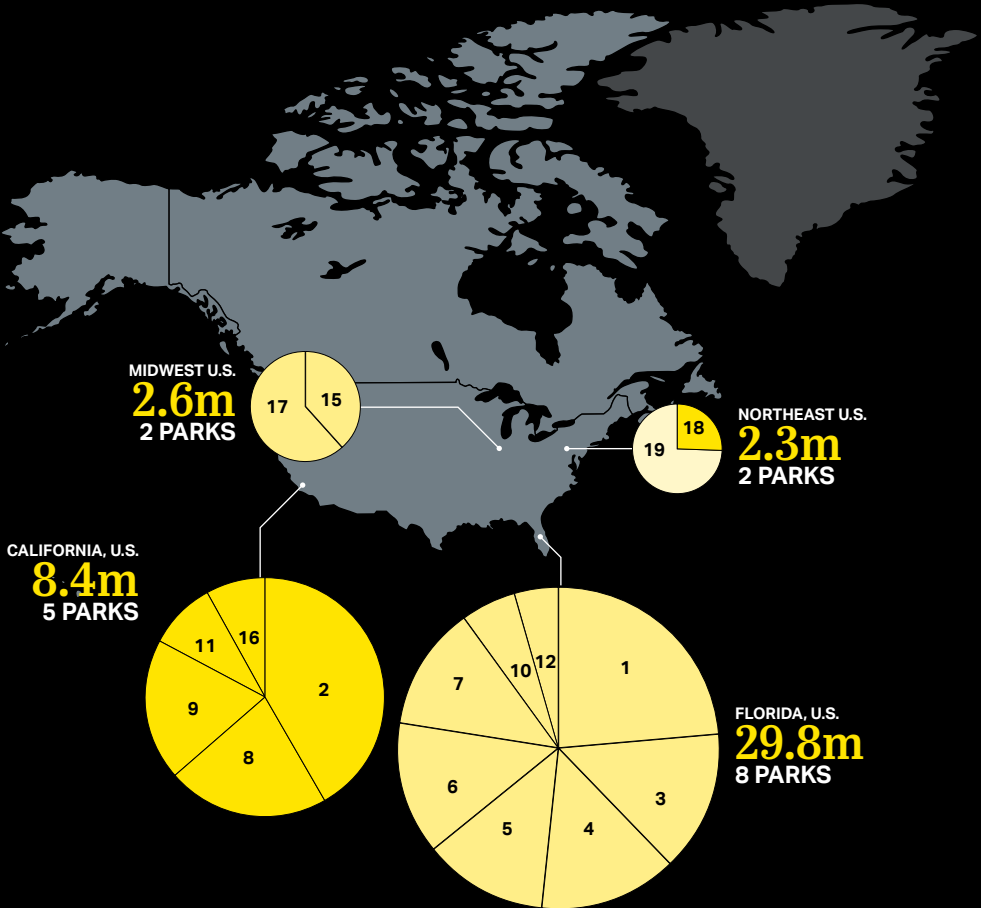 MIDWEST U.S.
2.6m
2 PARKS
17
15
NORTHEAST U.S.
2.3m
2 PARKS
18
19
CALIFORNIA, U.S.
8.4m
5 PARKS
16
11
2
9
8
12
10
1
7
6
3
5
4
FLORIDA, U.S.
29.8m
8 PARKS